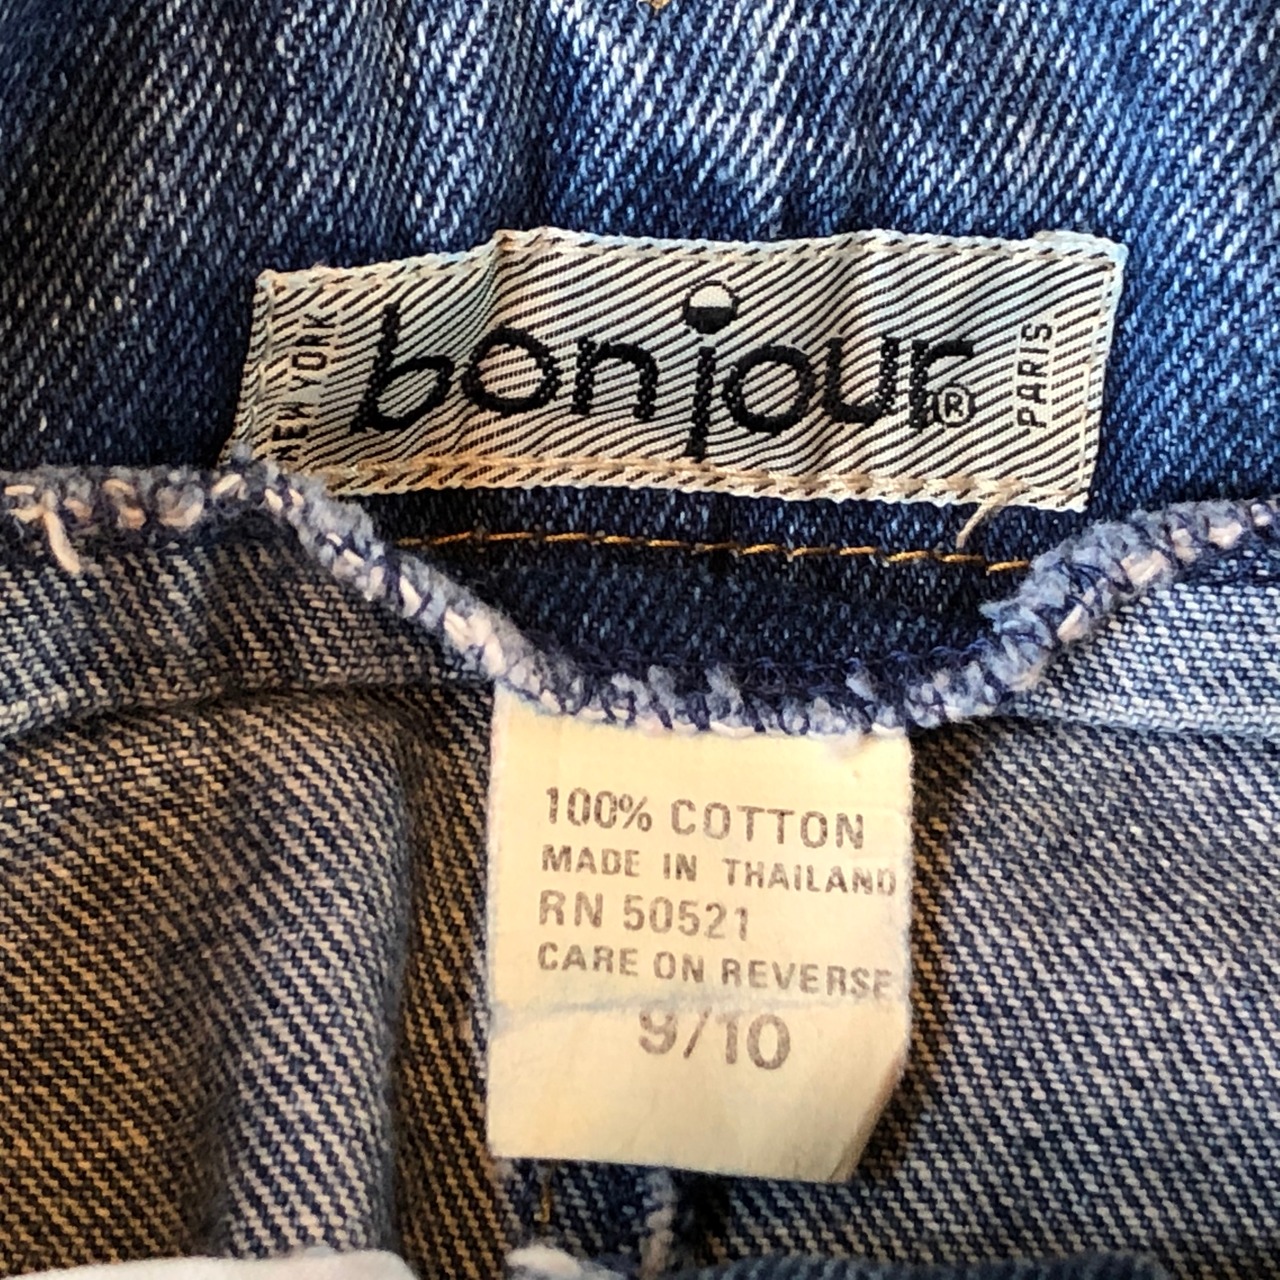 NEW YORK
bonjour®
PARIS
100% COTTON
MADE IN THAILAND
RN 50521
CARE ON REVERSE
9/10